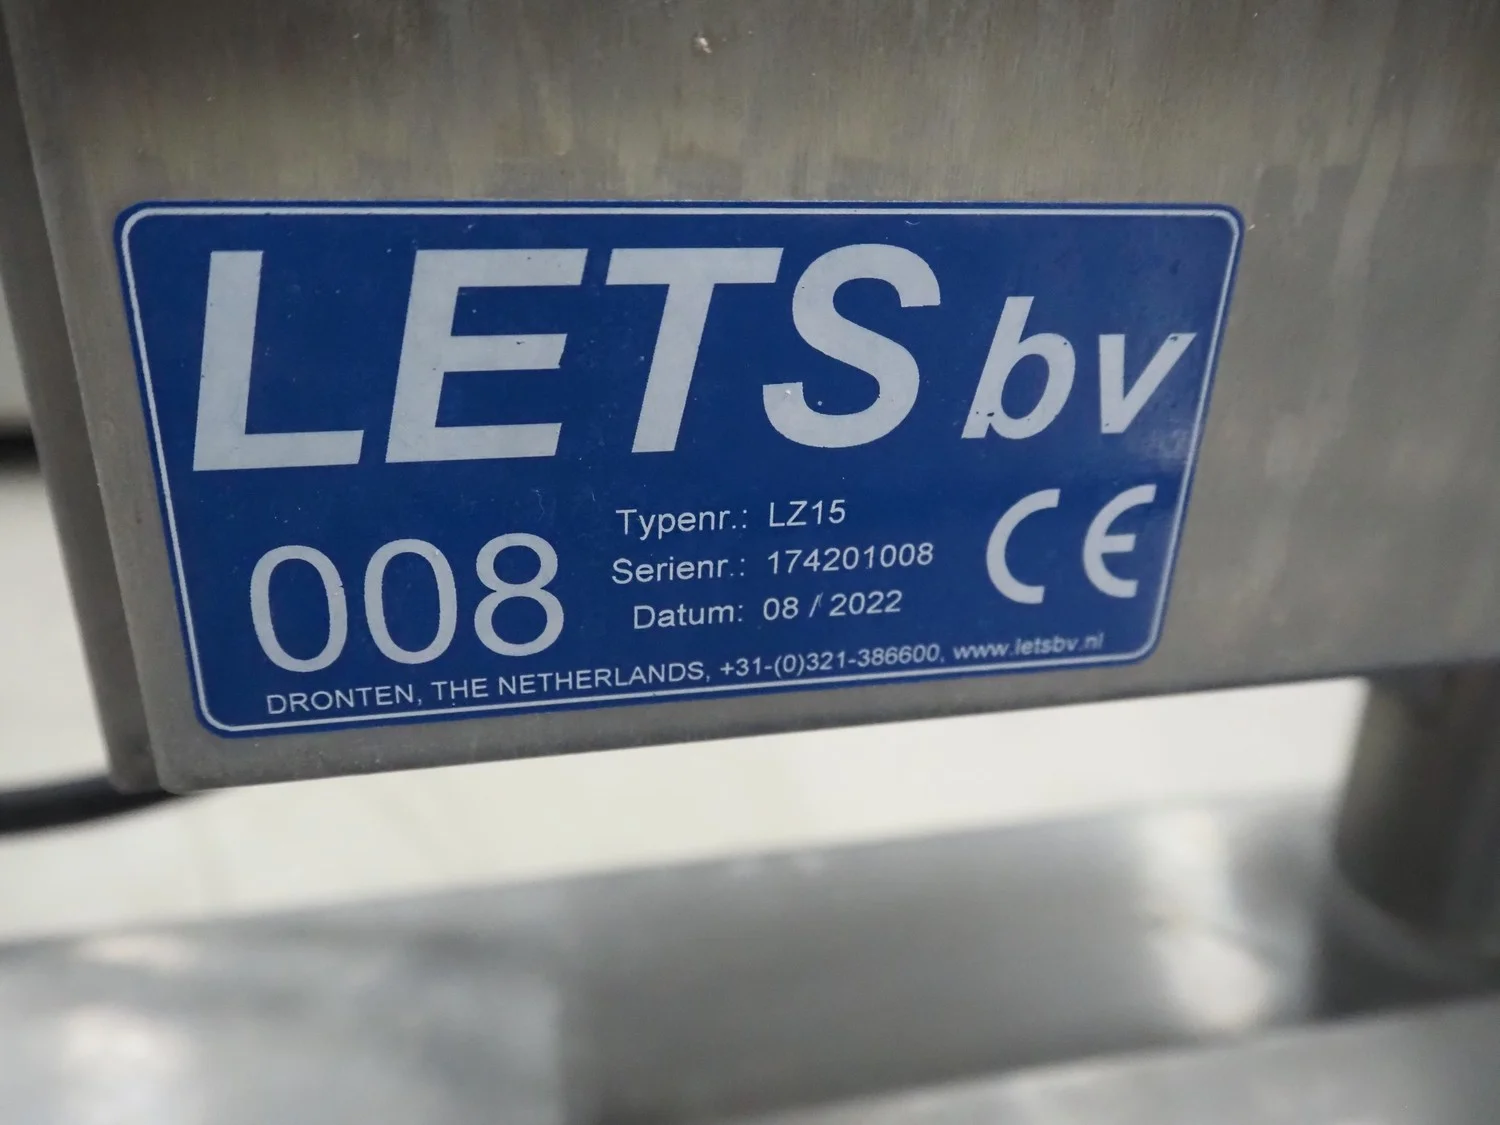 LETS bv
008
Typenr.: LZ15
Serienr.: 174201008
Datum: 08 / 2022
CE
DRONTEN, THE NETHERLANDS, +31-(0)321-386600, www.letsbv.nl